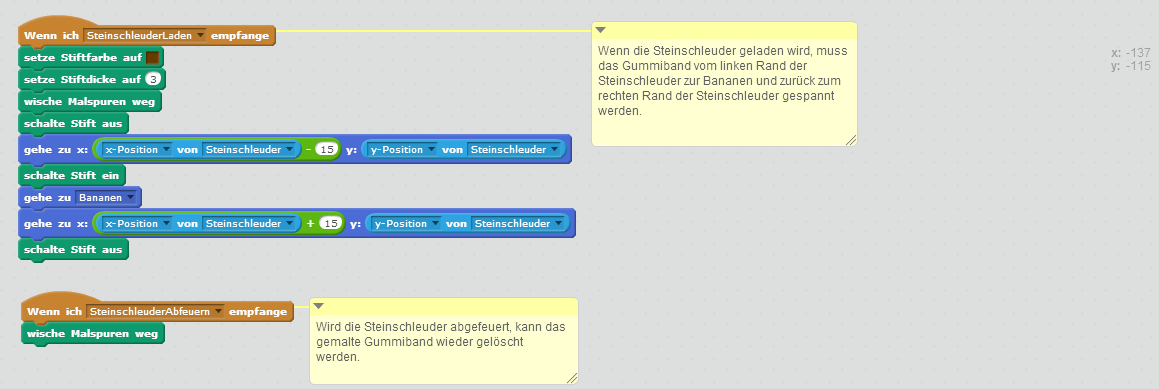 Wenn ich SteinschleuderLaden empfange
setze Stiftfarbe auf
setze Stiftdicke auf 3
wische Malspuren weg
schalte Stift aus
gehe zu x: x-Position von Steinschleuder - 15 y: y-Position von Steinschleuder
schalte Stift ein
gehe zu Bananen
gehe zu x: x-Position von Steinschleuder + 15 y: y-Position von Steinschleuder
schalte Stift aus
Wenn die Steinschleuder geladen wird, muss
das Gummiband vom linken Rand der
Steinschleuder zur Bananen und zurück zum
rechten Rand der Steinschleuder gespannt
werden.
x: -137
y: -115
Wenn ich SteinschleuderAbfeuern empfange
wische Malspuren weg
Wird die Steinschleuder abgefeuert, kann das
gemalte Gummiband wieder gelöscht
werden.